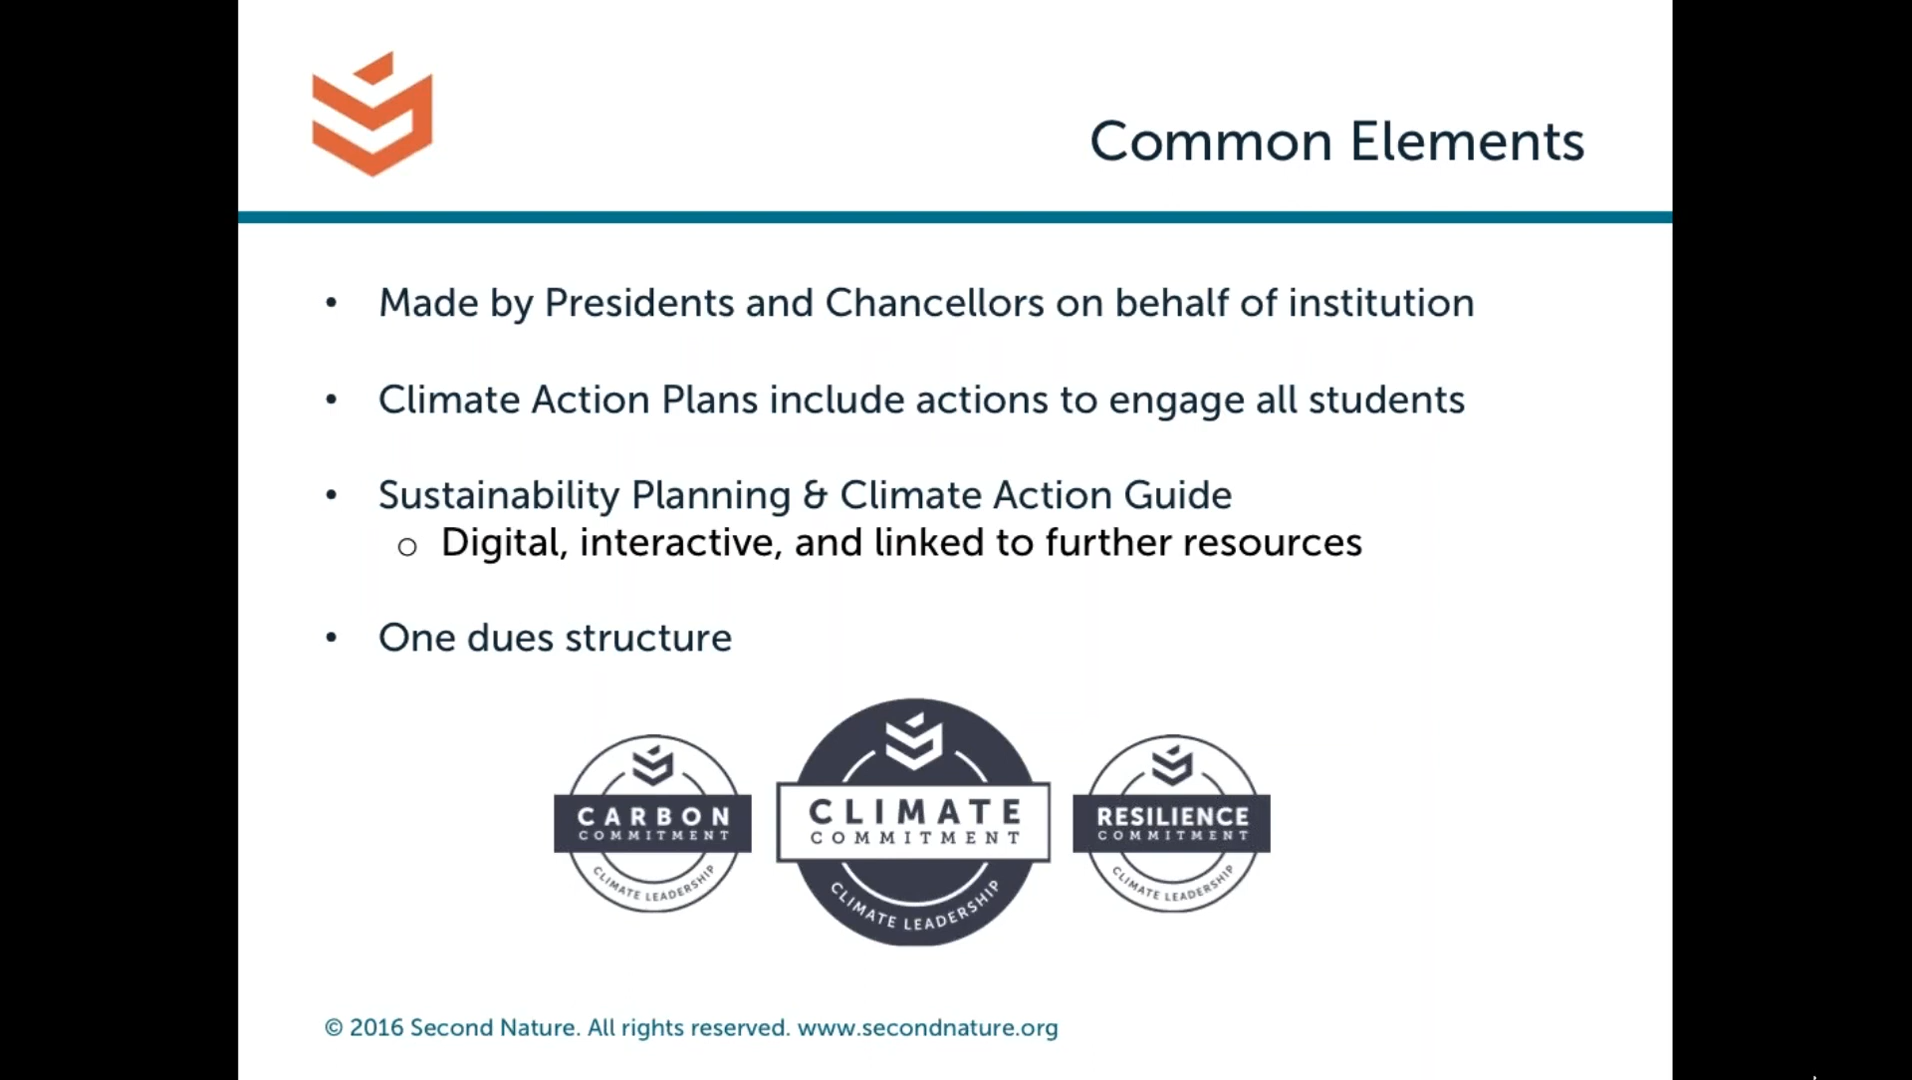 Common Elements
• Made by Presidents and Chancellors on behalf of institution
• Climate Action Plans include actions to engage all students
• Sustainability Planning & Climate Action Guide
○ Digital, interactive, and linked to further resources
• One dues structure
CARBON
COMMITMENT
CLIMATE LEADERSHIP
CLIMATE
COMMITMENT
CLIMATE LEADERSHIP
RESILIENCE
COMMITMENT
CLIMATE LEADERSHIP
© 2016 Second Nature. All rights reserved. www.secondnature.org